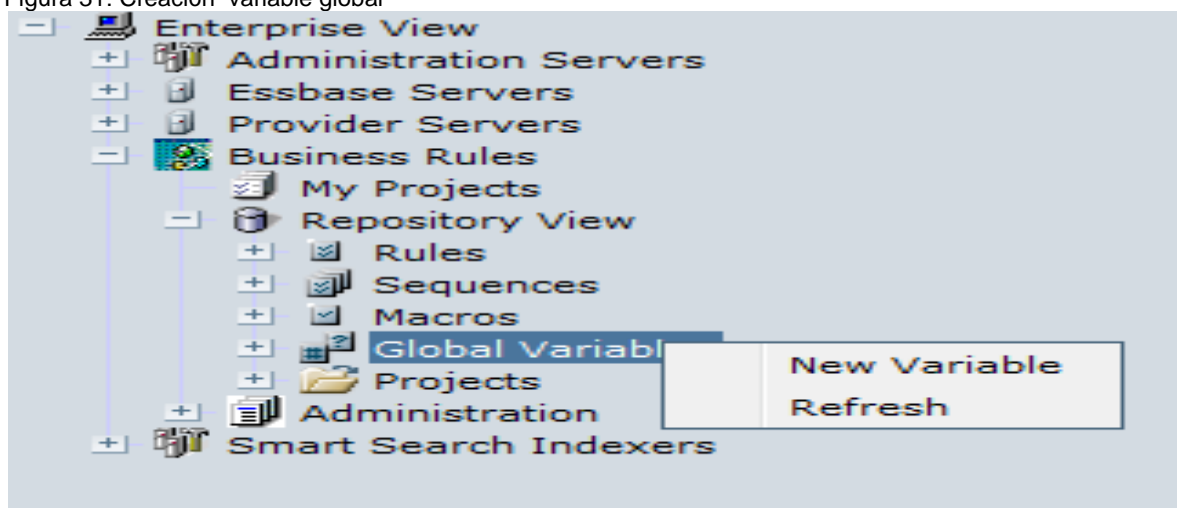 Figura 31. Creación variable global
Enterprise View
Administration Servers
Essbase Servers
Provider Servers
Business Rules
My Projects
Repository View
Rules
Sequences
Macros
Global Variabl
New Variable
Projects
Refresh
Administration
Smart Search Indexers